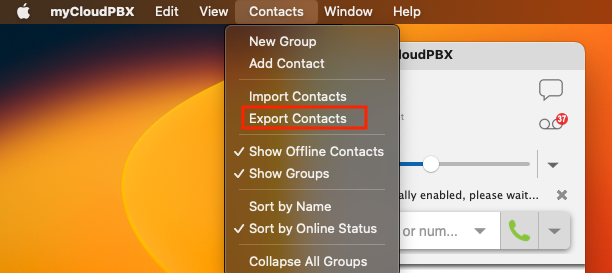 myCloudPBX Edit View Contacts Window Help
New Group
Add Contact
Import Contacts
Export Contacts
✓ Show Offline Contacts
✓ Show Groups
Sort by Name
✓ Sort by Online Status
Collapse All Groups
CloudPBX
37
ally enabled, please wait...
or num...